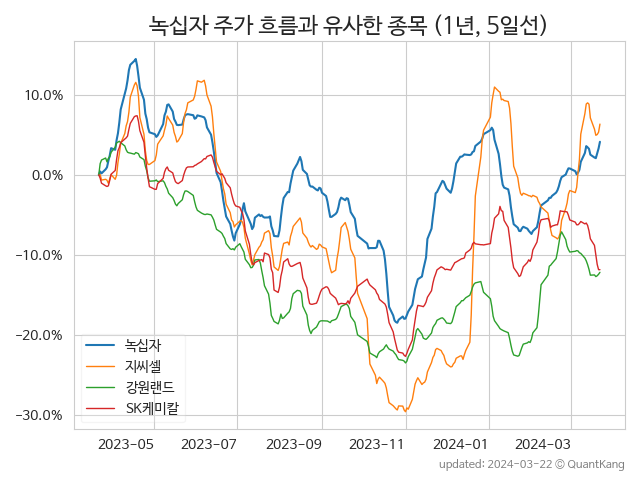 녹십자 주가 흐름과 유사한 종목 (1년, 5일선)
10.0%
0.0%
−10.0%
−20.0%
−30.0%
녹십자
지씨셀
강원랜드
SK케미칼
2023-05 2023-07 2023-09 2023-11 2024-01 2024-03
updated: 2024-03-22 © QuantKang